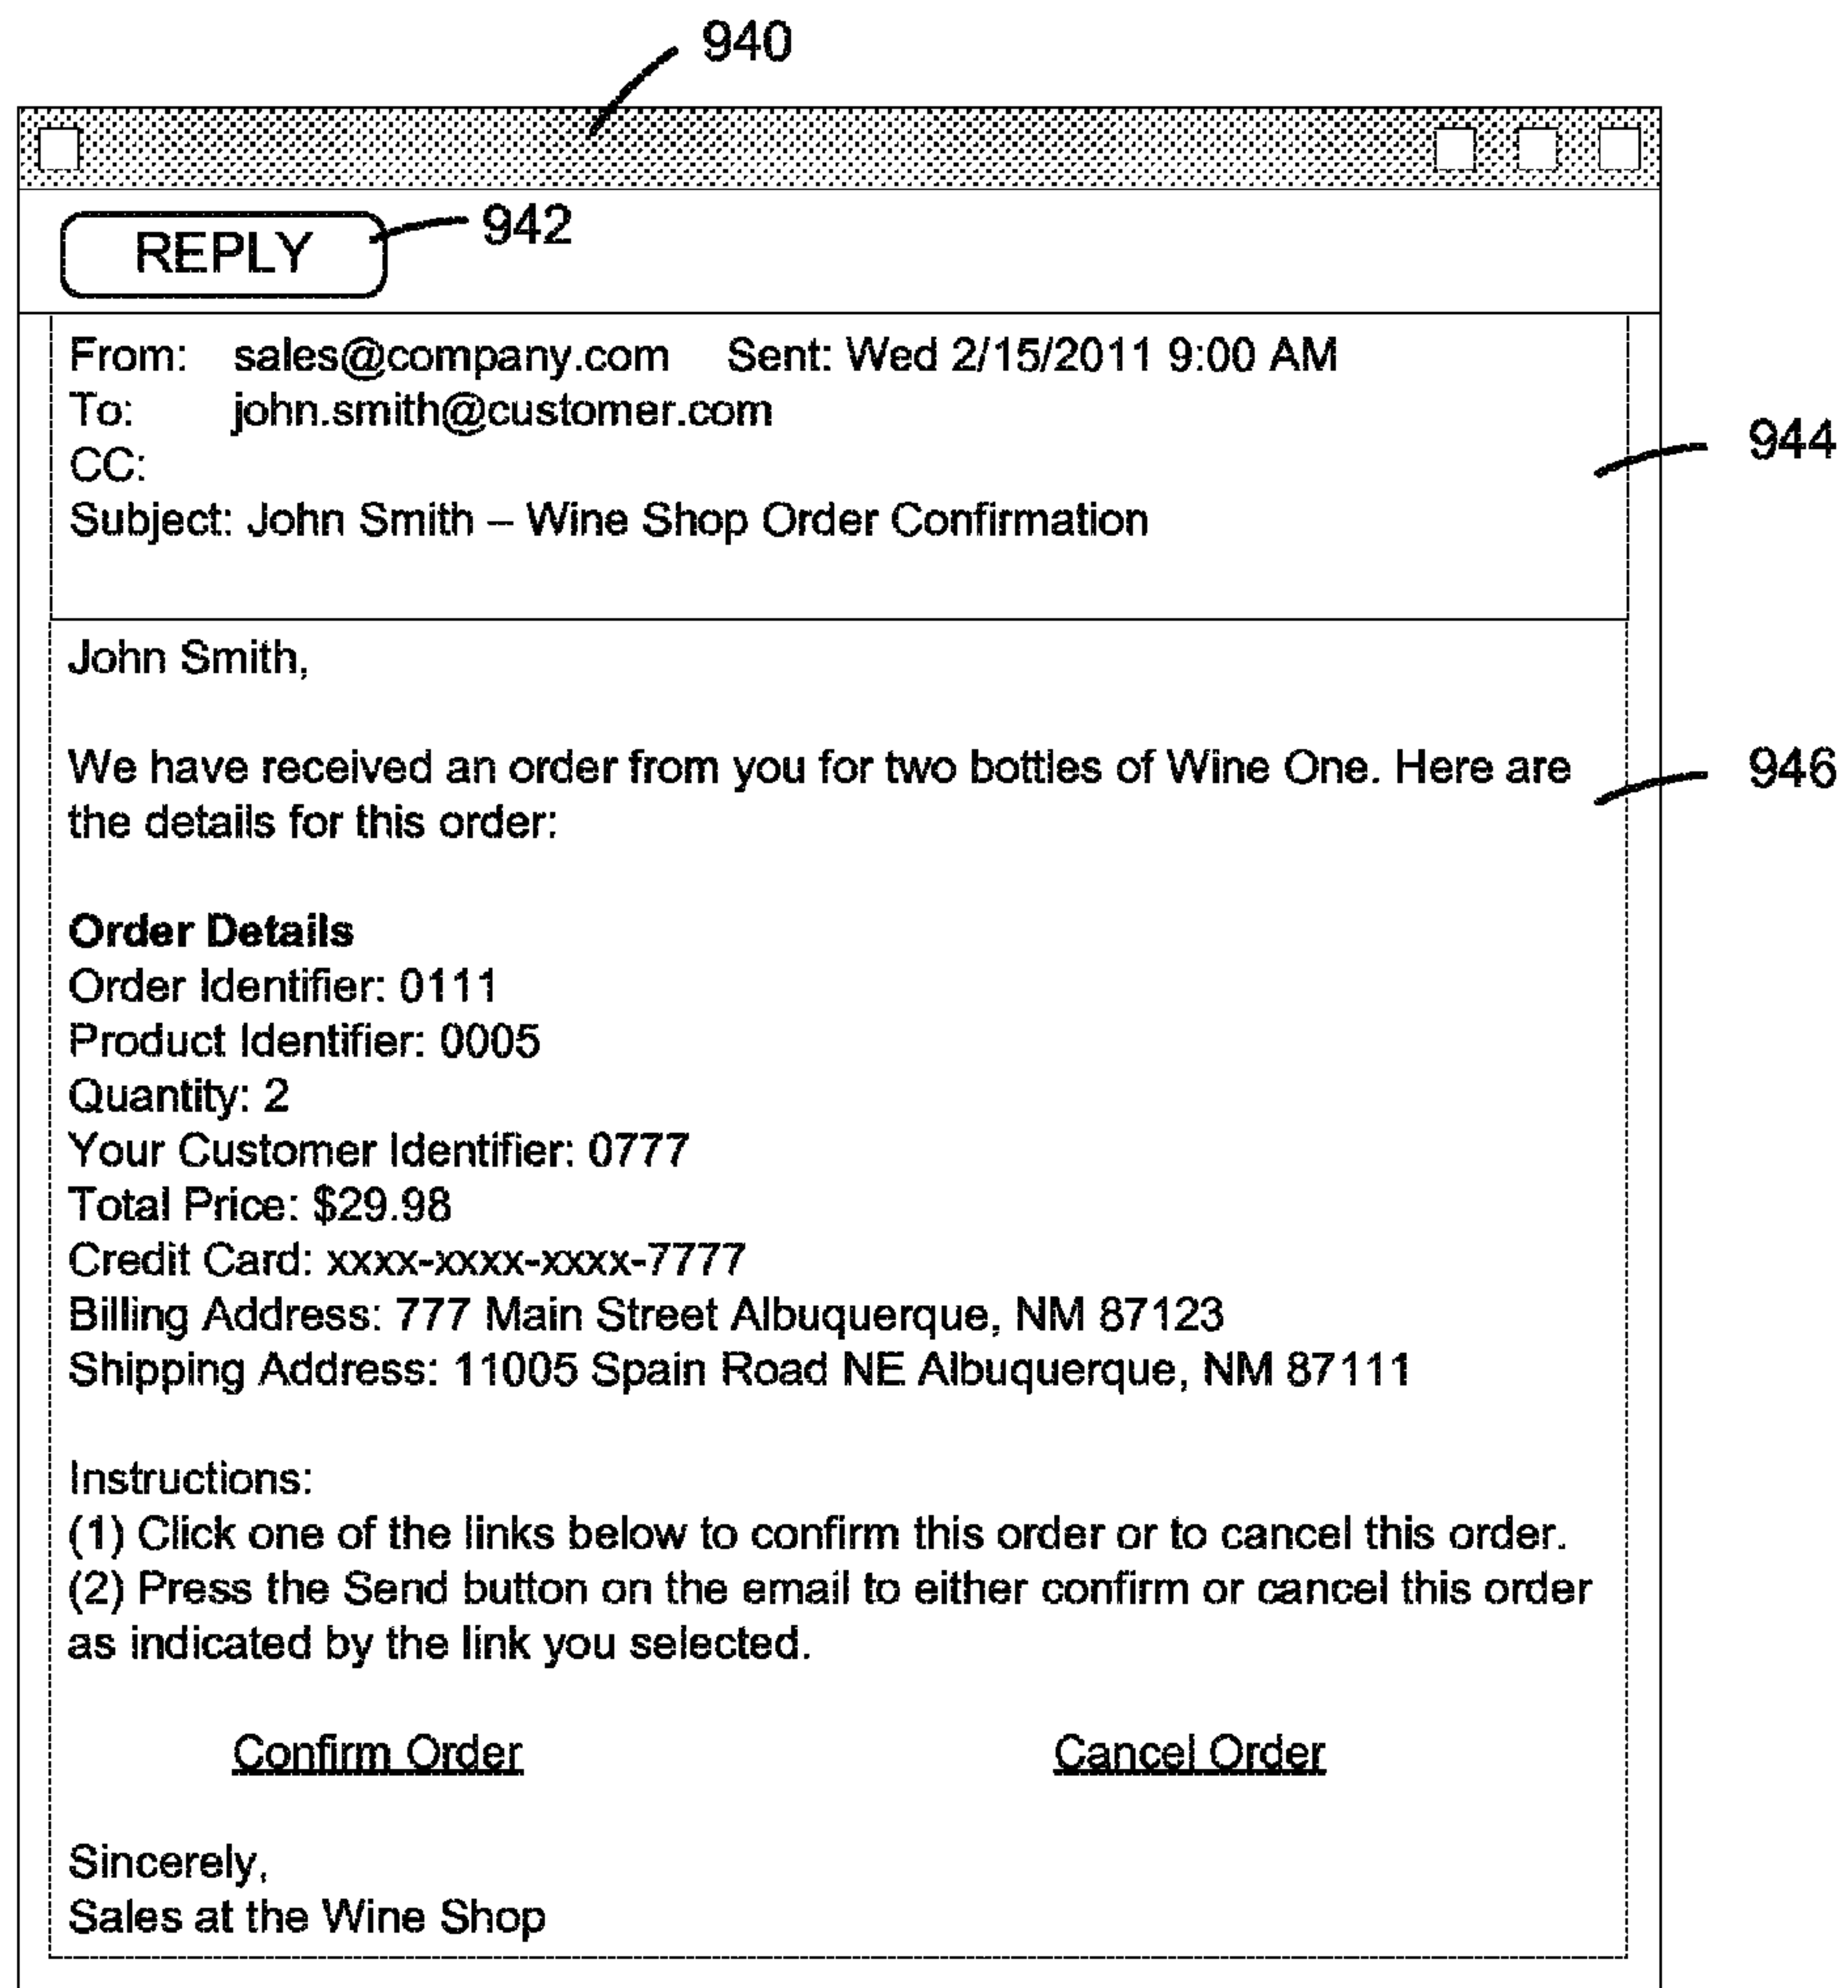 940
REPLY 942
From: sales@company.com Sent: Wed 2/15/2011 9:00 AM
To: john.smith@customer.com
944
CC:
Subject: John Smith – Wine Shop Order Confirmation
John Smith,
We have received an order from you for two bottles of Wine One. Here are
946
the details for this order:
Order Details
Order Identifier: 0111
Product Identifier: 0005
Quantity: 2
Your Customer Identifier: 0777
Total Price: $29.98
Credit Card: xxxx-xxxx-xxxx-7777
Billing Address: 777 Main Street Albuquerque, NM 87123
Shipping Address: 11005 Spain Road NE Albuquerque, NM 87111
Instructions:
(1) Click one of the links below to confirm this order or to cancel this order.
(2) Press the Send button on the email to either confirm or cancel this order
as indicated by the link you selected.
Confirm Order Cancel Order
Sincerely,
Sales at the Wine Shop